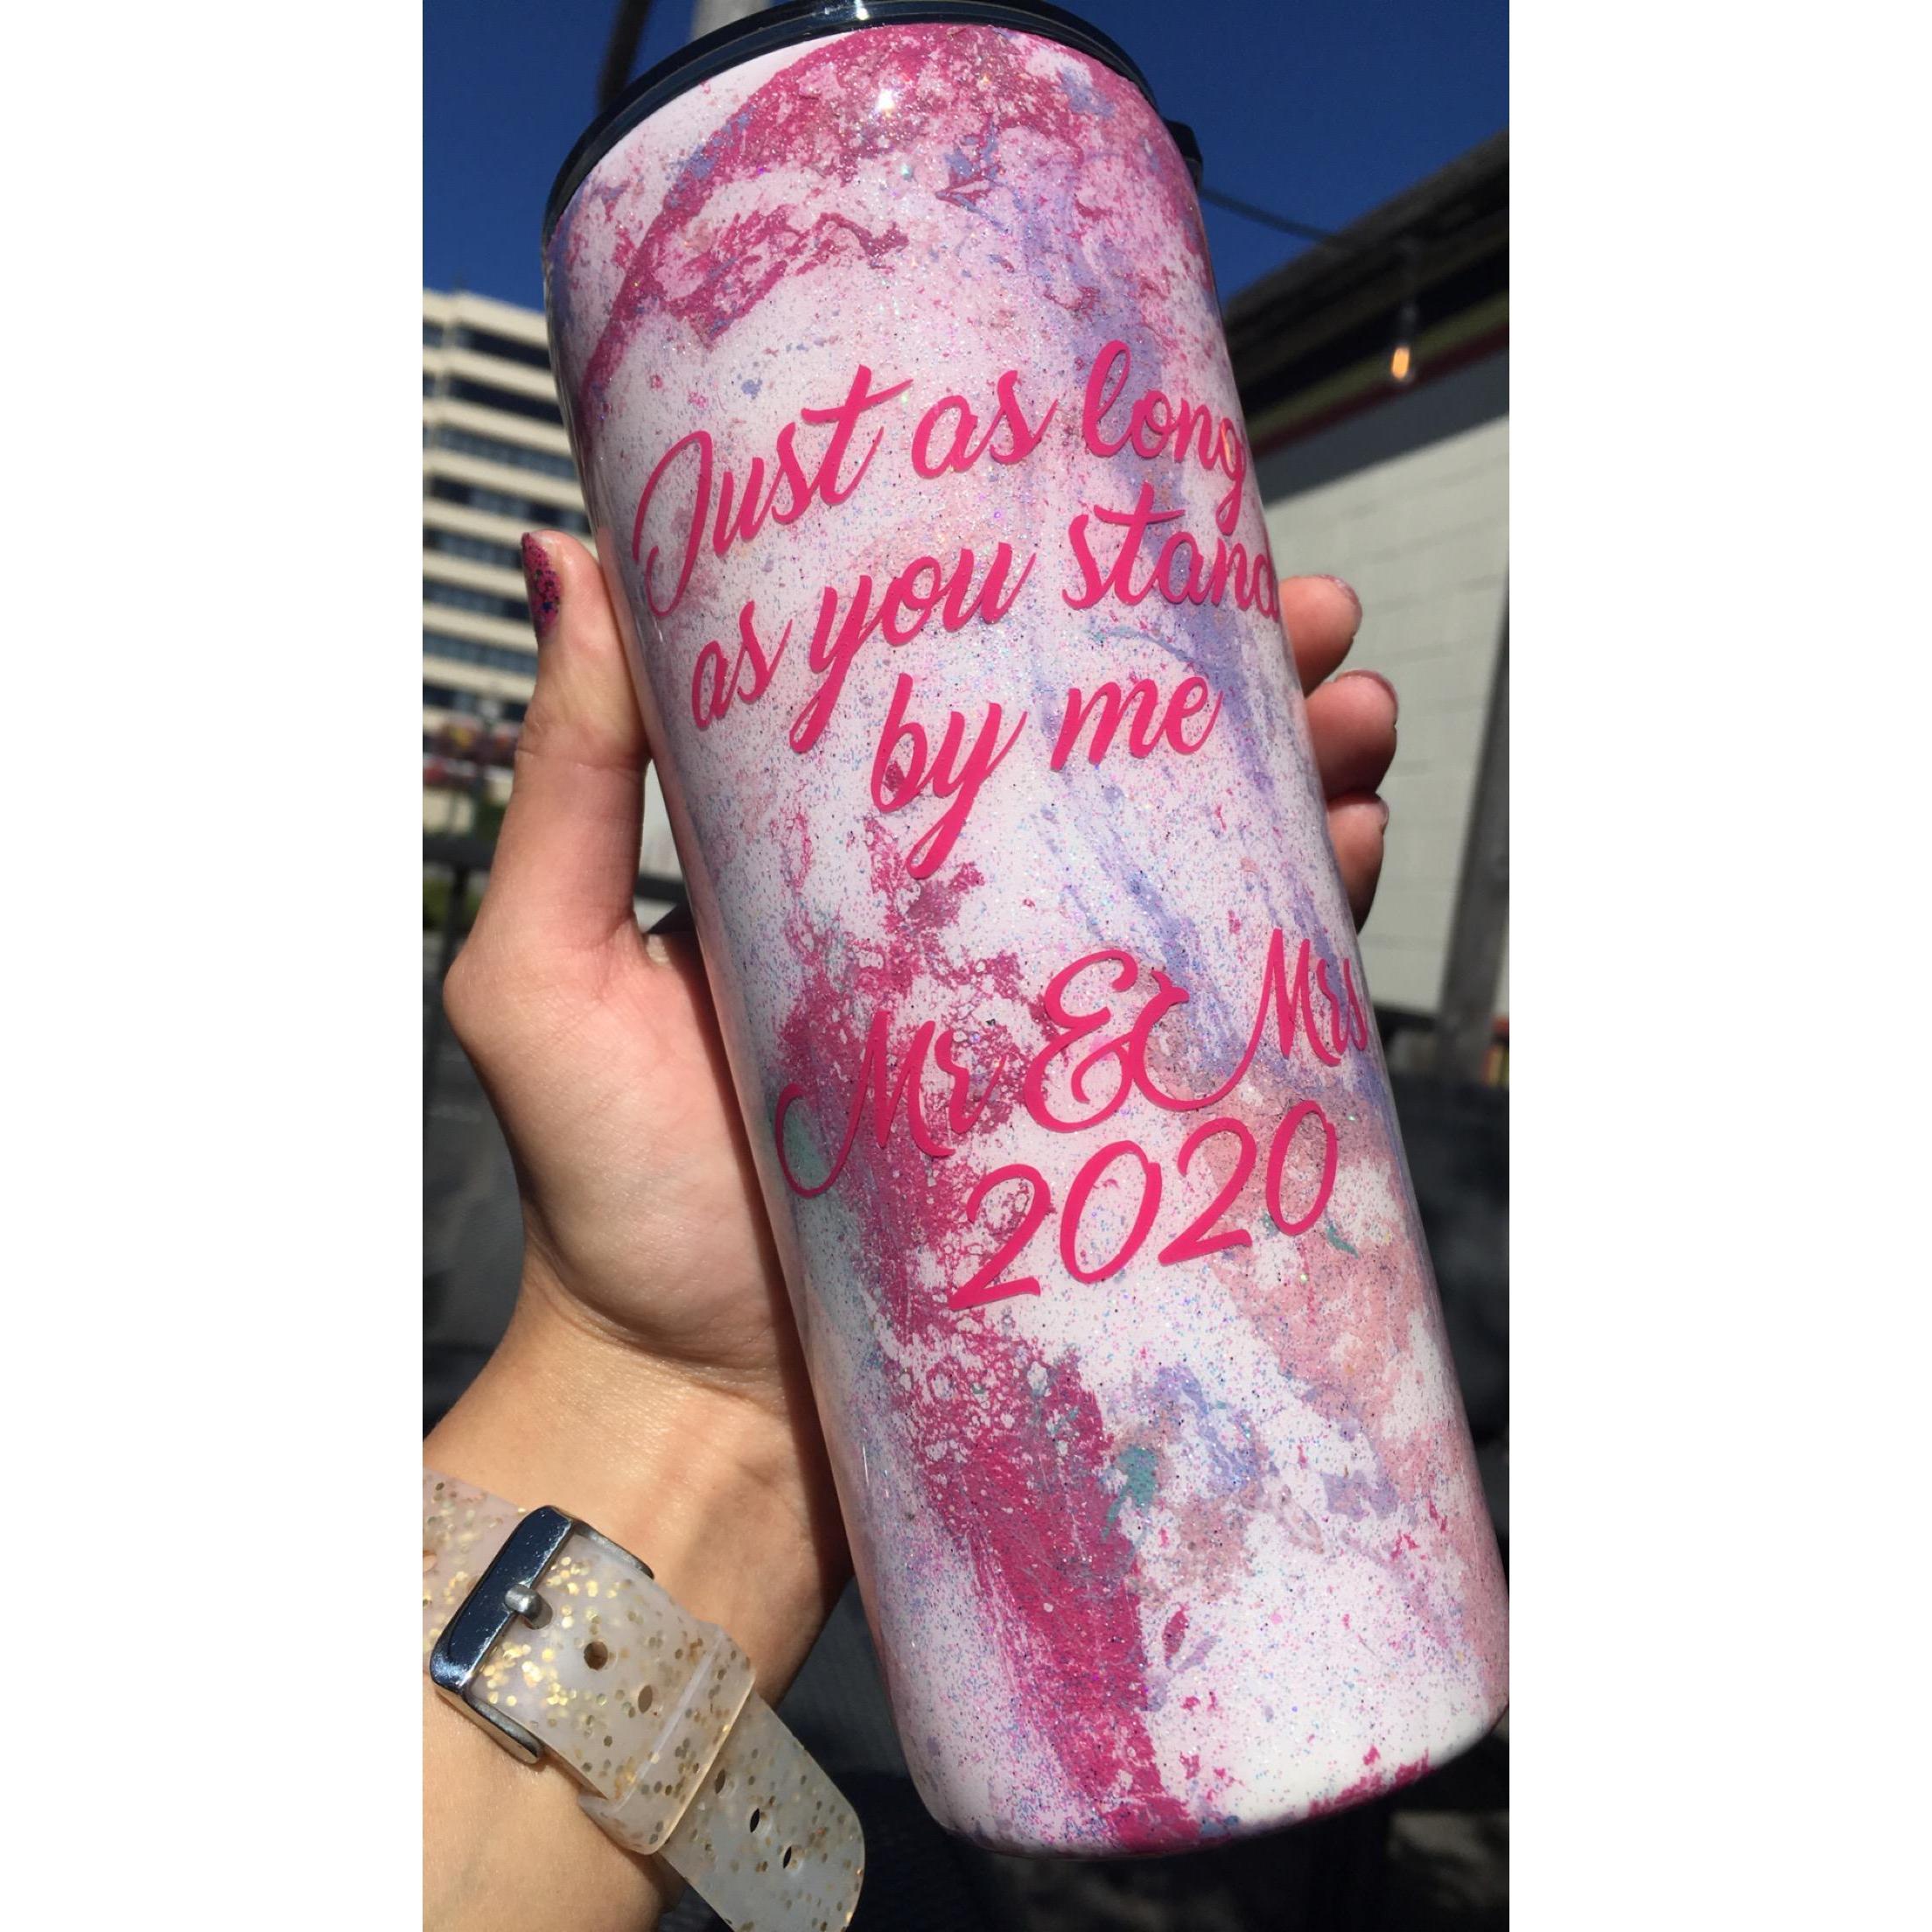 Just as long
as you stand
by me
Mr & Mrs
2020